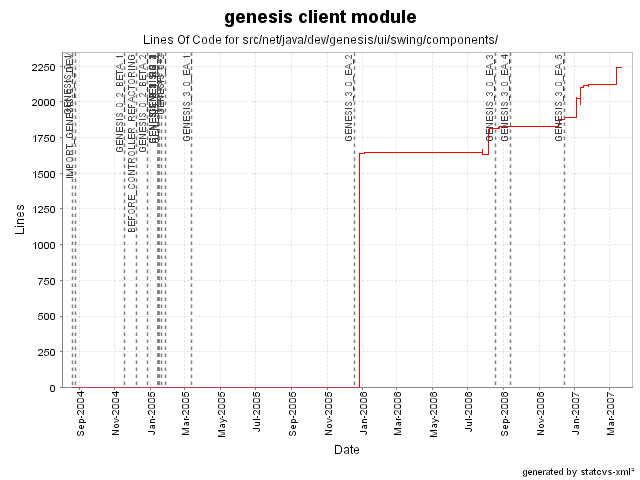 genesis client module
Lines Of Code for src/net/java/dev/genesis/ui/swing/components/
Lines
2250
2000
1750
1500
1250
1000
750
500
250
0
GENESIS_0_2_BETA_1
BEFORE_CONTROLLER_REFACTORING
GENESIS_3_0_EA_1
GENESIS_3_0_EA_2
GENESIS_3_0_EA_3
GENESIS_3_0_EA_4
GENESIS_3_0_EA_5
Sep-2004
Nov-2004
Jan-2005
Mar-2005
May-2005
Jul-2005
Sep-2005
Nov-2005
Jan-2006
Mar-2006
May-2006
Jul-2006
Sep-2006
Nov-2006
Jan-2007
Mar-2007
Date
generated by statcvs-xml²